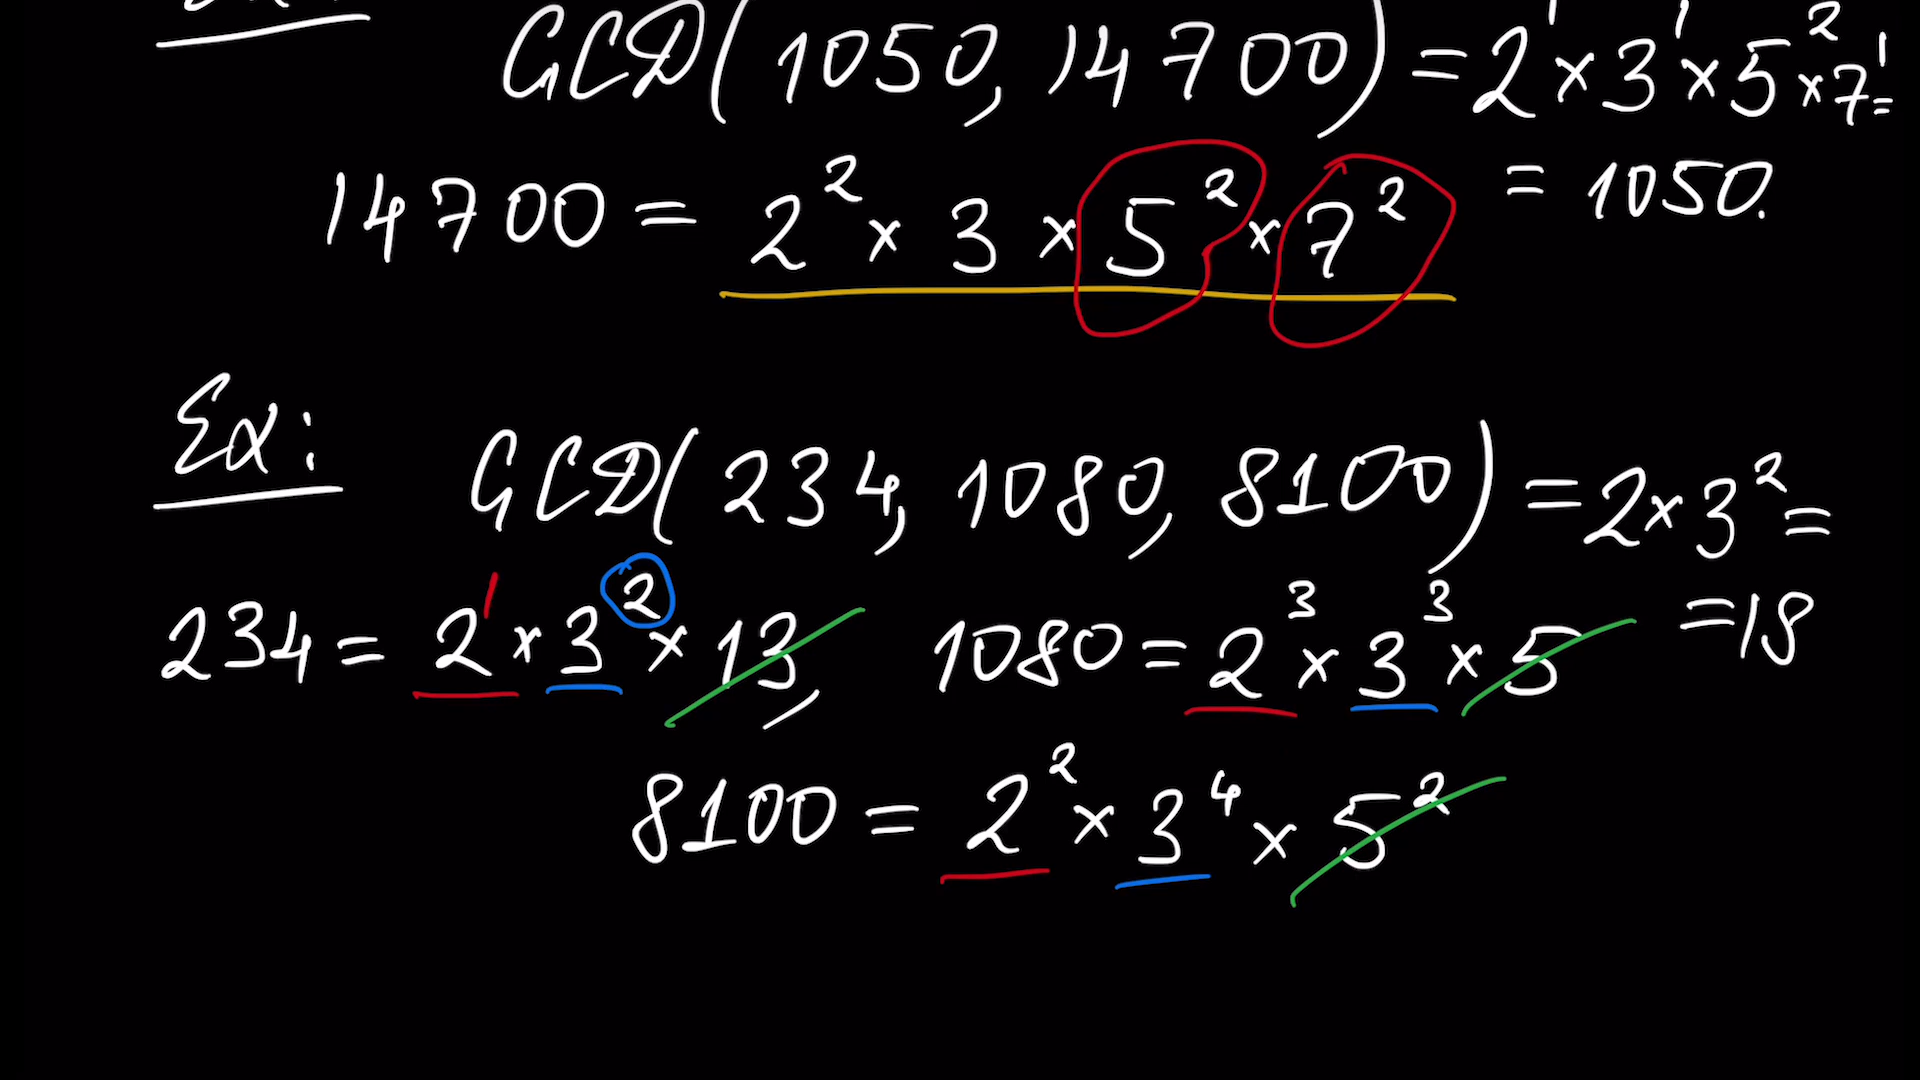 GCD(1050, 14700) = 2¹ × 3¹ × 5² × 7¹ =
14700 = 2² × 3 × 5² × 7² = 1050.
Ex:
GCD(234, 1080, 8100) = 2 × 3² =
234 = 2¹ × 3² × 13, 1080 = 2³ × 3³ × 5 = 18
8100 = 2² × 3⁴ × 5²